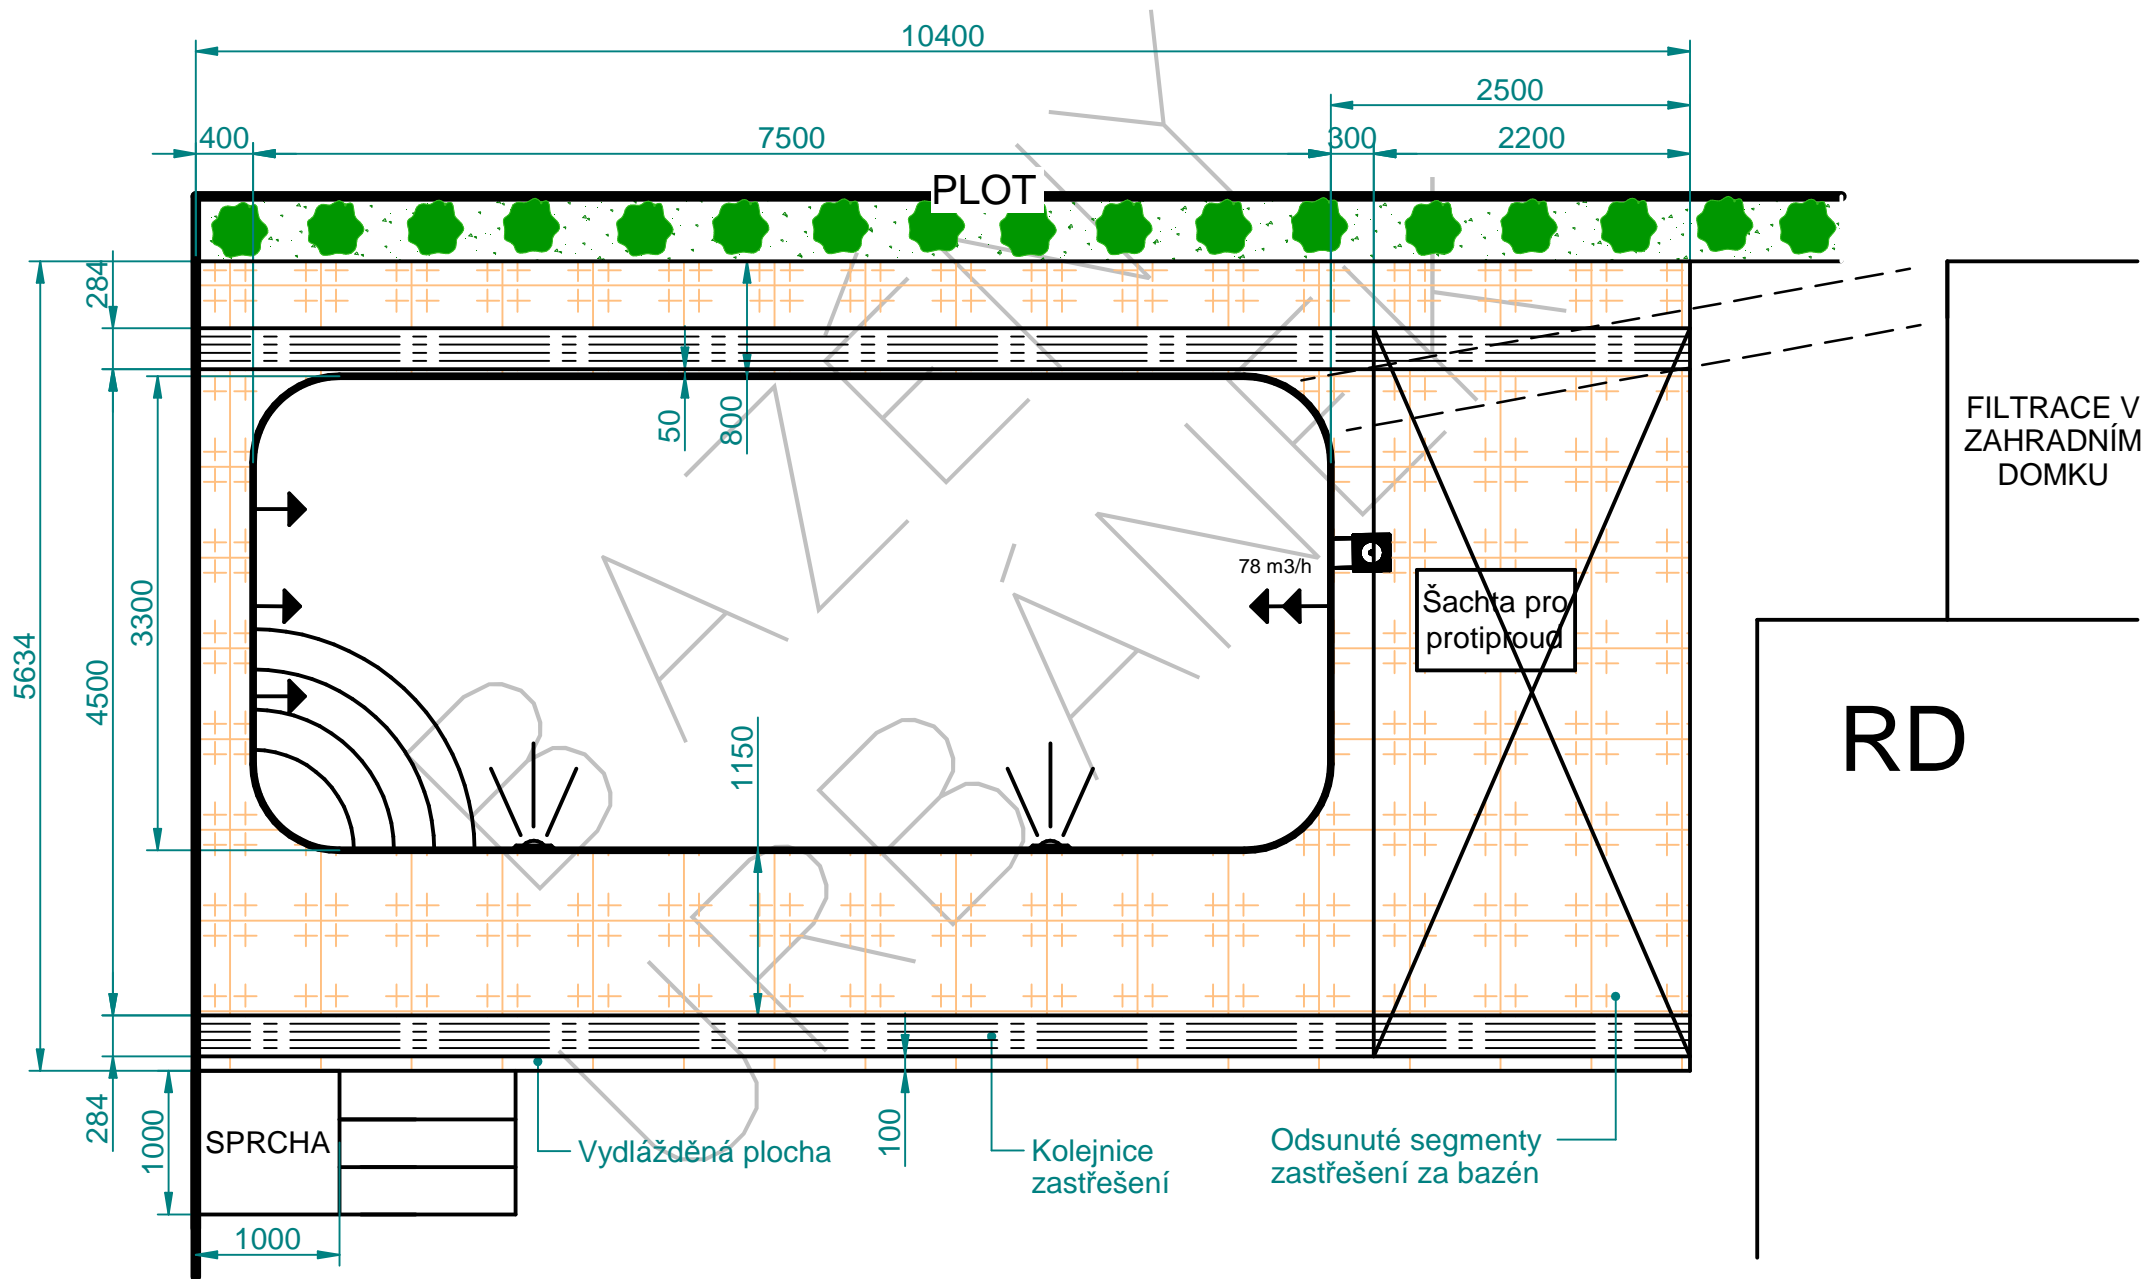 10400
2500
400
7500
300
2200
PLOT
284
50
800
3300
5634
4500
1150
78 m3/h
Šachta pro
protiproud
FILTRACE V
ZAHRADNÍM
DOMKU
RD
284
1000
SPRCHA
1000
100
Vydlážděná plocha
Kolejnice
zastřešení
Odsunuté segmenty
zastřešení za bazén